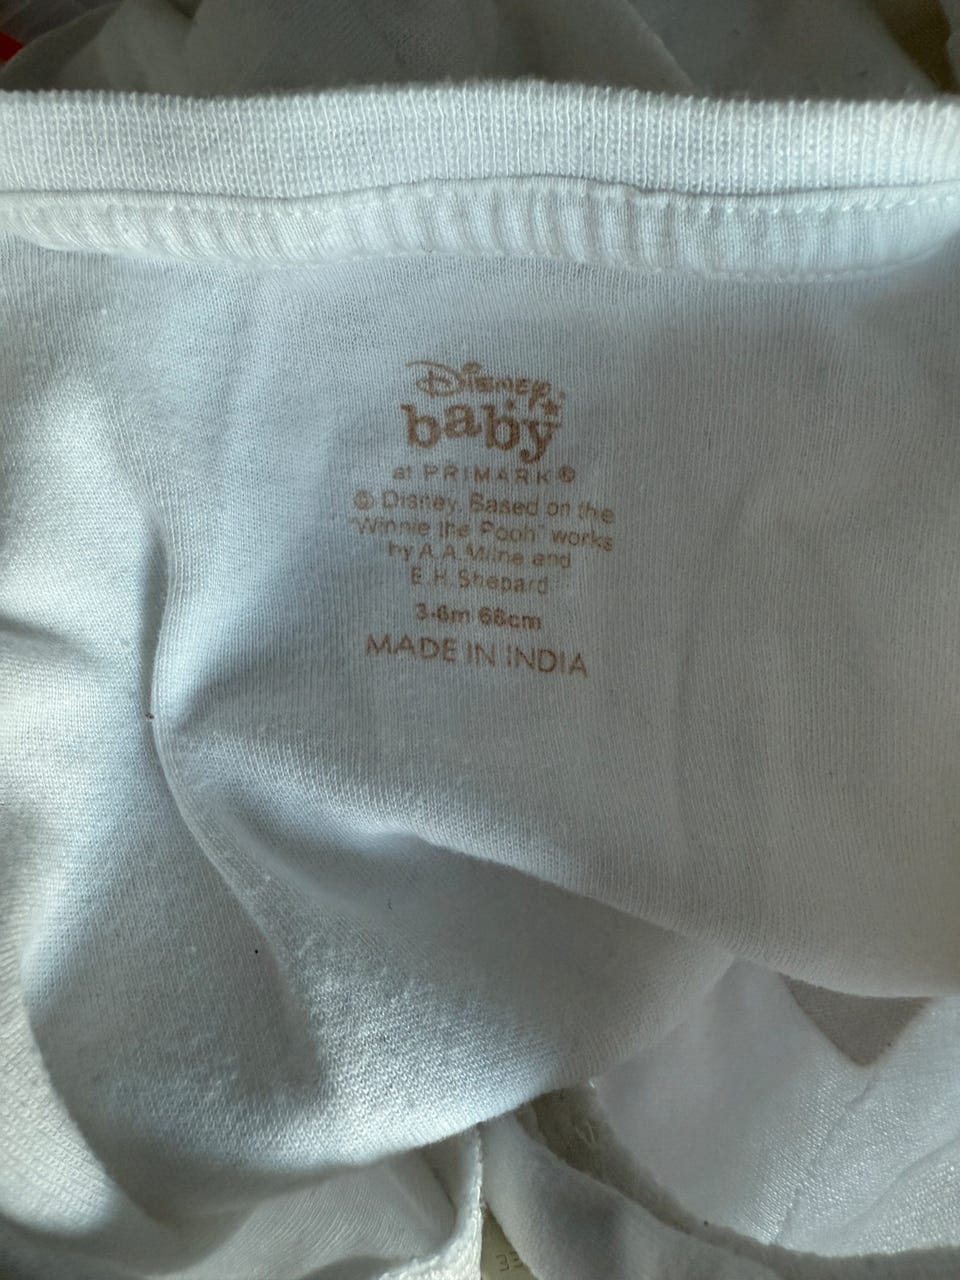 Disney
baby
at PRIMARK®
© Disney. Based on the
"Winnie the Pooh" works
by A.A.Milne and
E.H.Shepard
3-6m 68cm
MADE IN INDIA